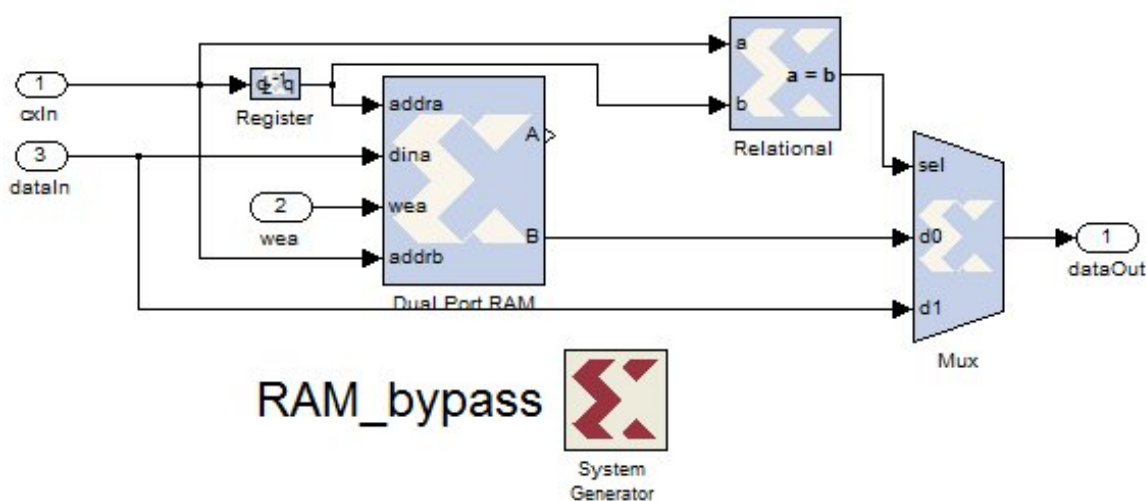 1
cxIn
3
dataIn
d z⁻¹ q
Register
2
wea
addra
dina
wea
addrb
A
B
Dual Port RAM
a
b
a = b
Relational
sel
d0
d1
Mux
1
dataOut
RAM_bypass
System
Generator